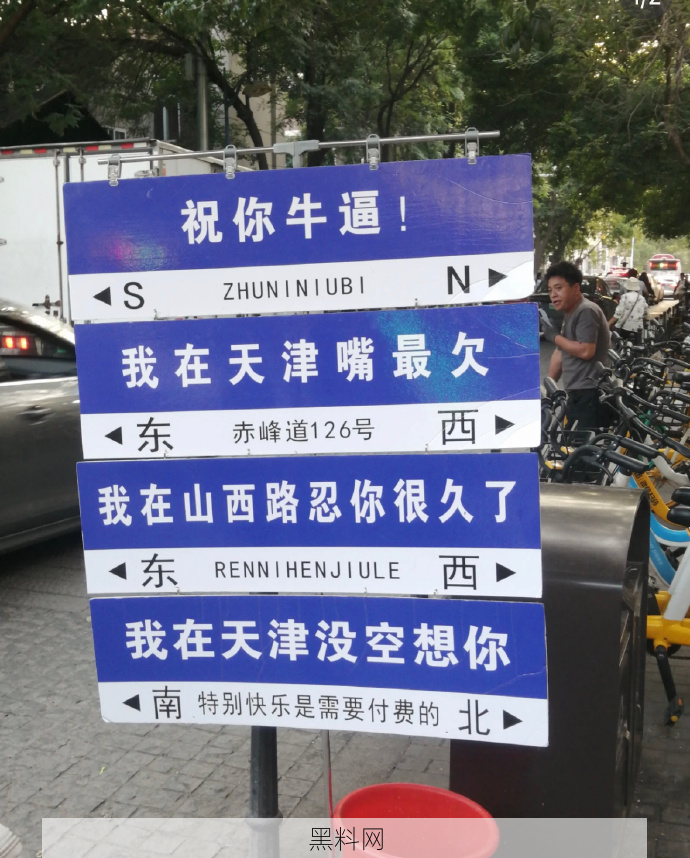 1/2
祝你牛逼!
◀S ZHUNINIUBI N▶
我在天津嘴最欠
◀东 赤峰道126号 西▶
我在山西路忍你很久了
◀东 RENNIHENJIULE 西▶
我在天津没空想你
◀南 特别快乐是需要付费的 北▶
黑料网